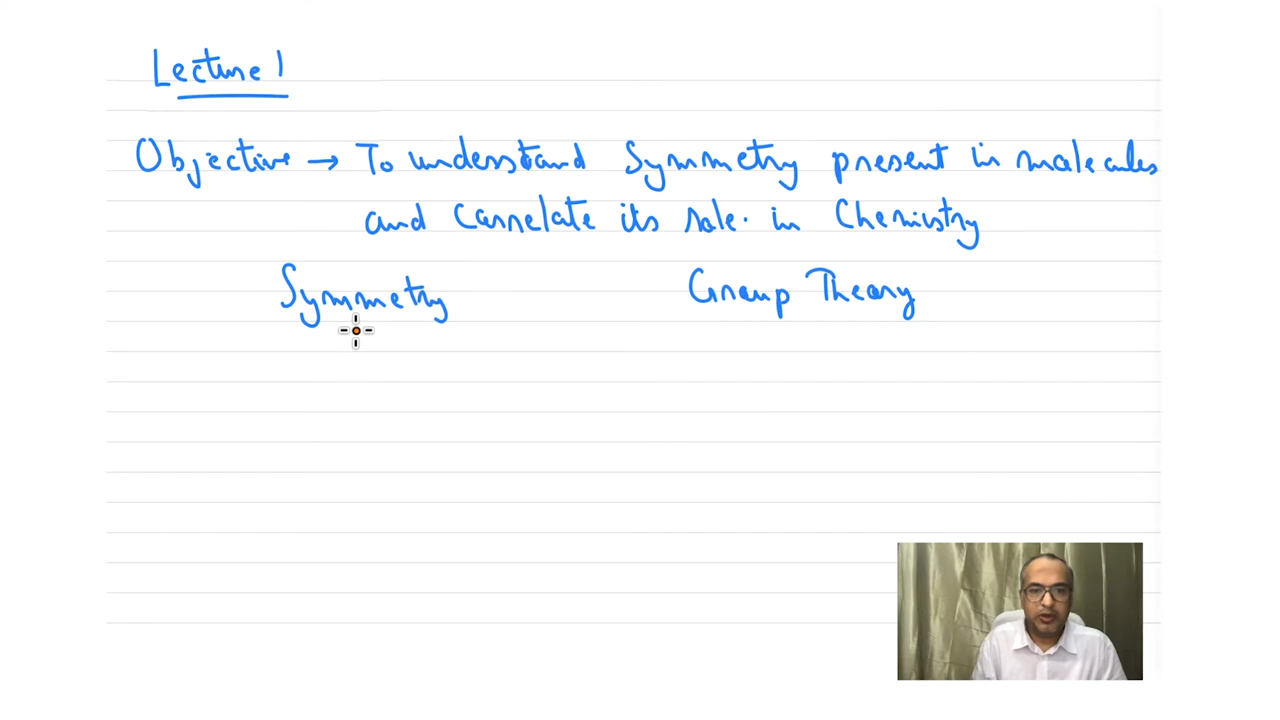 Lecture 1
Objective → To understand Symmetry present in molecules
and correlate its role. in Chemistry
Symmetry Group Theory